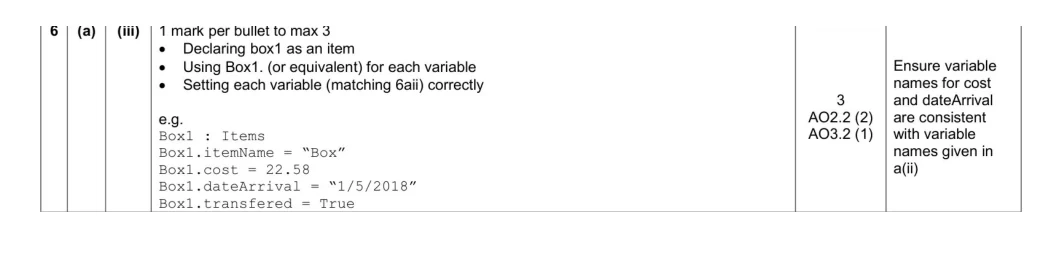 6 (a) (iii) 1 mark per bullet to max 3
• Declaring box1 as an item
• Using Box1. (or equivalent) for each variable
• Setting each variable (matching 6aii) correctly
e.g.
Box1 : Items
Box1.itemName = “Box”
Box1.cost = 22.58
Box1.dateArrival = “1/5/2018”
Box1.transfered = True
3
AO2.2 (2)
AO3.2 (1)
Ensure variable
names for cost
and dateArrival
are consistent
with variable
names given in
a(ii)